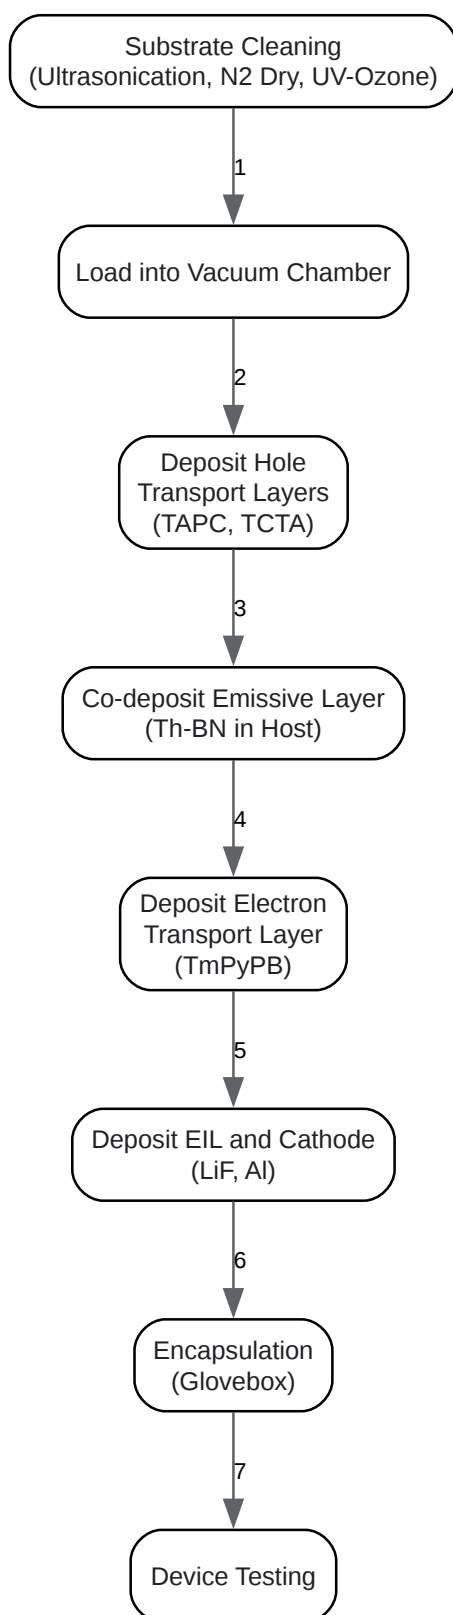 Substrate Cleaning
(Ultrasonication, N2 Dry, UV-Ozone)
1
Load into Vacuum Chamber
2
Deposit Hole
Transport Layers
(TAPC, TCTA)
3
Co-deposit Emissive Layer
(Th-BN in Host)
4
Deposit Electron
Transport Layer
(TmPyPB)
5
Deposit EIL and Cathode
(LiF, Al)
6
Encapsulation
(Glovebox)
7
Device Testing